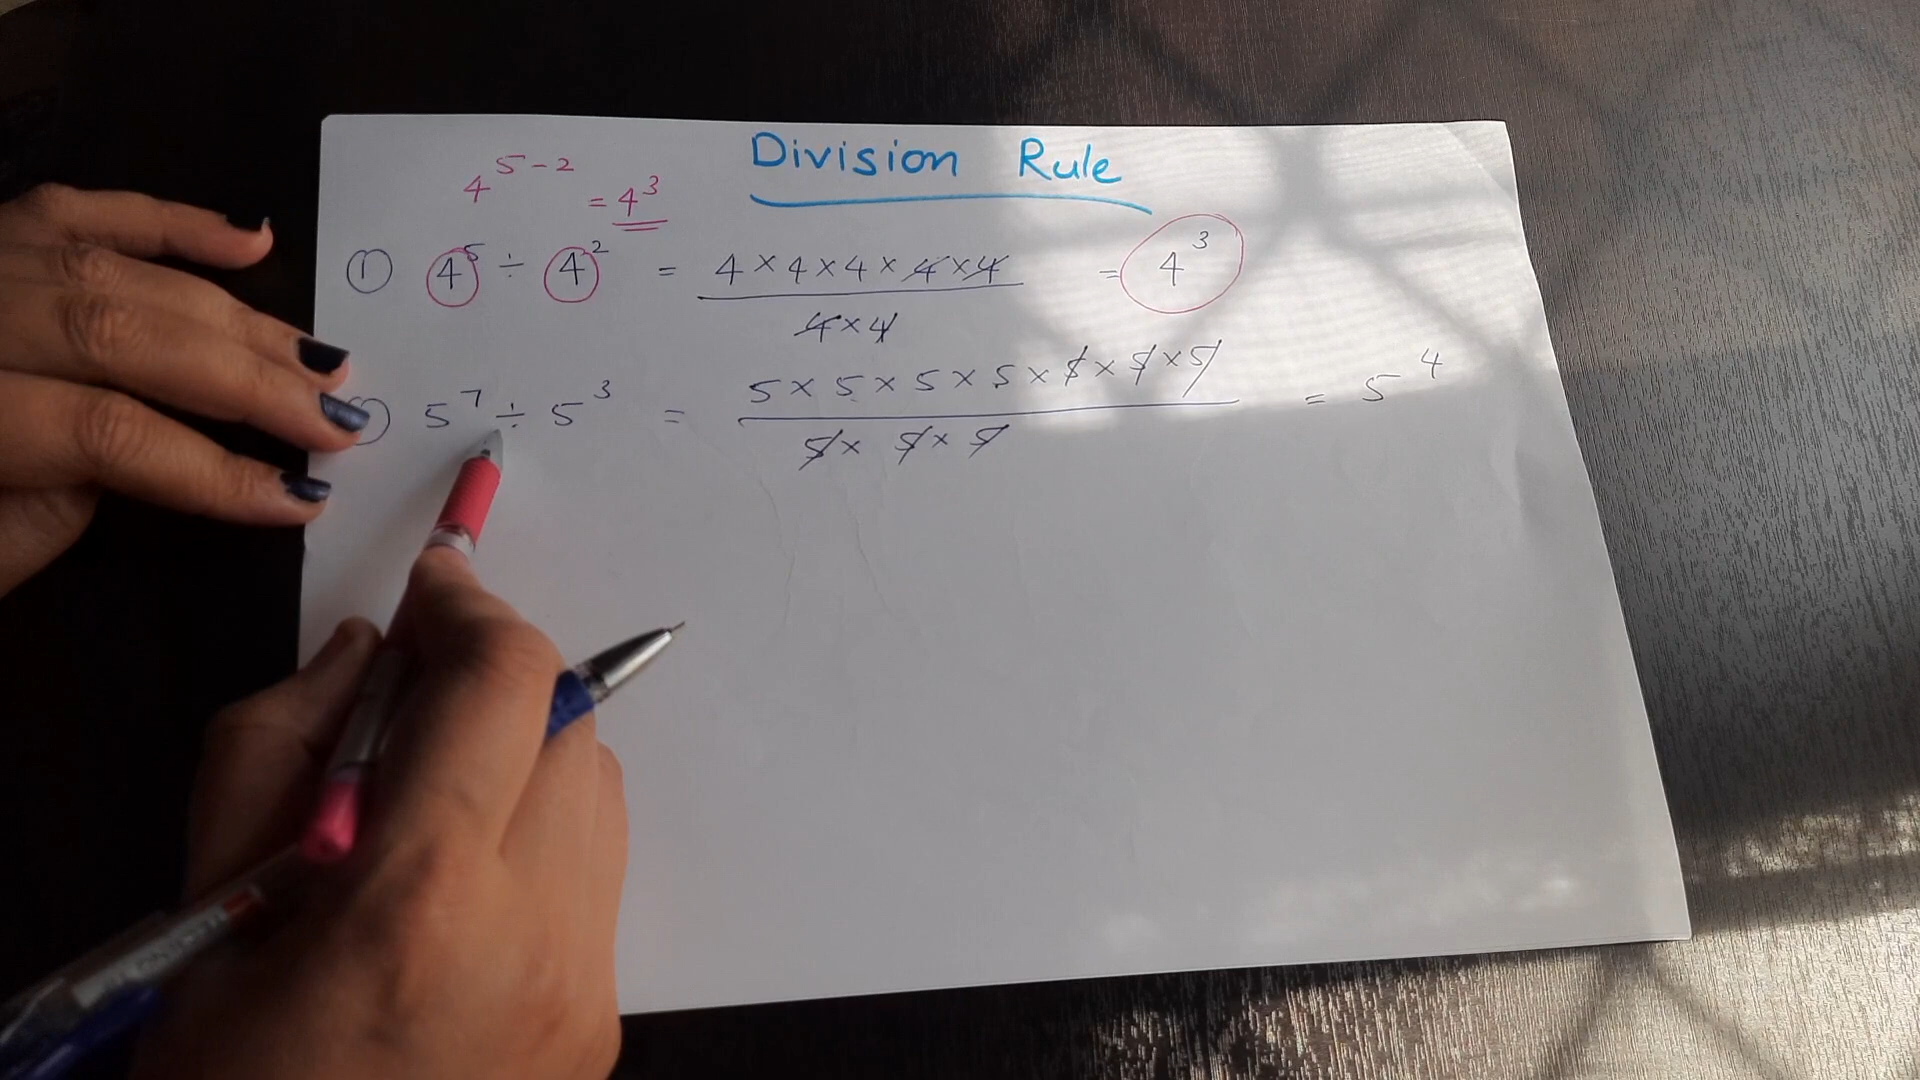 Division Rule
4^5-2 = 4^3
① 4^5 ÷ 4^2 = 4 × 4 × 4 × 4 × 4 = 4^3
4 × 4
5^7 ÷ 5^3 = 5 × 5 × 5 × 5 × 5 × 5 × 5 = 5^4
5 × 5 × 5